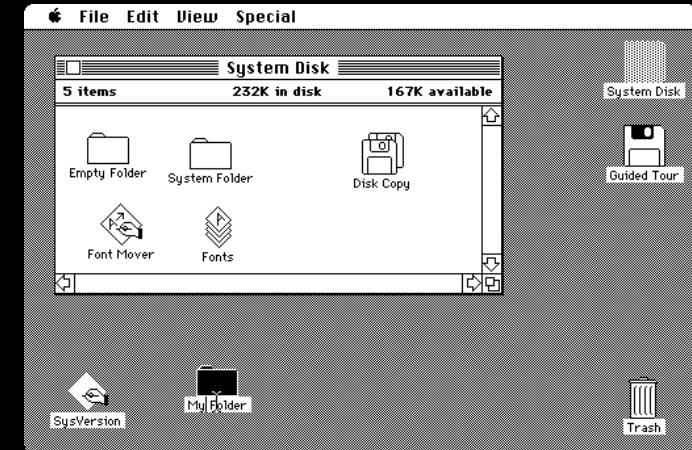 File Edit View Special
System Disk
5 items 232K in disk 167K available
System Disk
Empty Folder System Folder Disk Copy
Guided Tour
Font Mover Fonts
My Folder
SysVersion
Trash